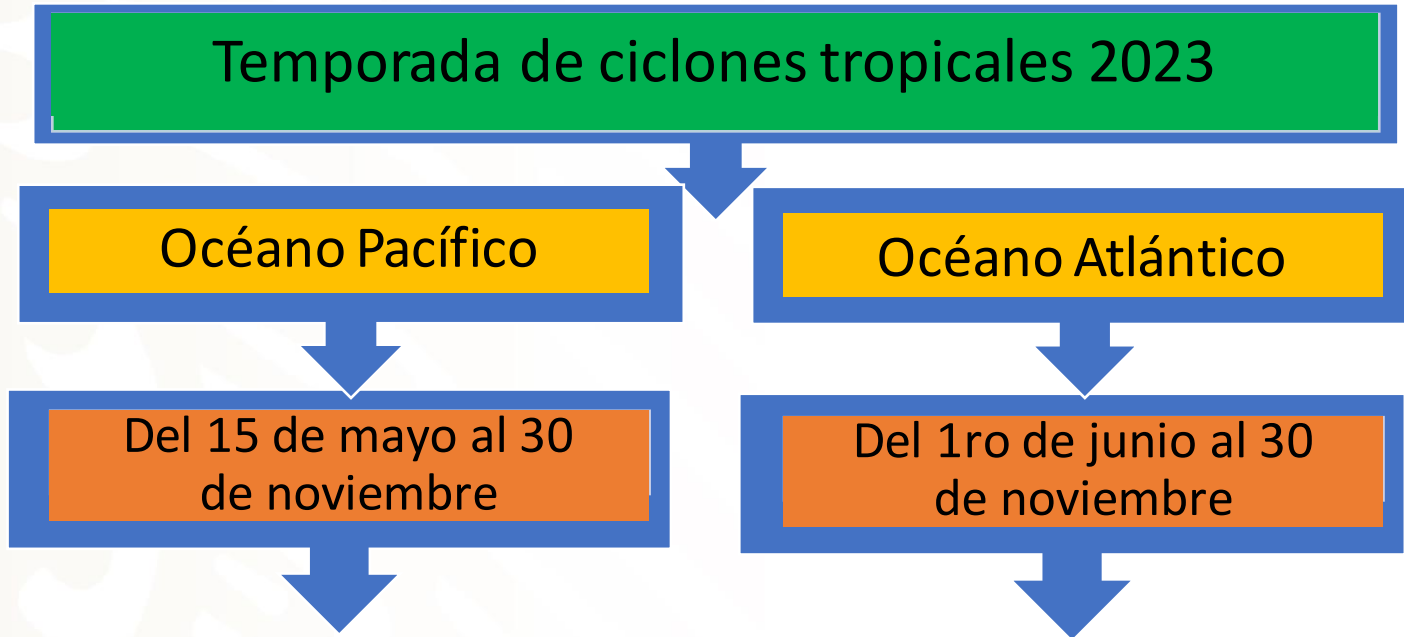 Temporada de ciclones tropicales 2023
Océano Pacífico
Océano Atlántico
Del 15 de mayo al 30
de noviembre
Del 1ro de junio al 30
de noviembre